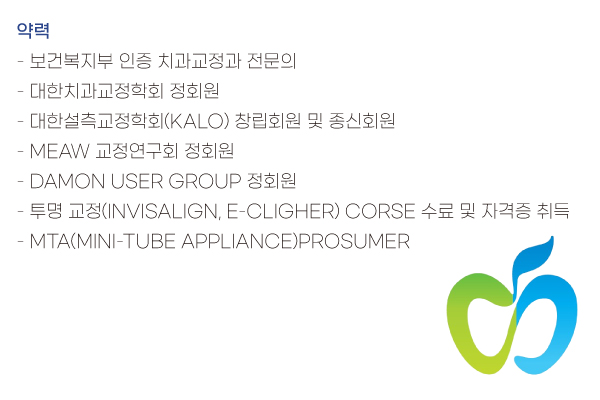 약력
- 보건복지부 인증 치과교정과 전문의
- 대한치과교정학회 정회원
- 대한설측교정학회(KALO) 창립회원 및 종신회원
- MEAW 교정연구회 정회원
- DAMON USER GROUP 정회원
- 투명 교정(INVISALIGN, E-CLIGHER) CORSE 수료 및 자격증 취득
- MTA(MINI-TUBE APPLIANCE)PROSUMER